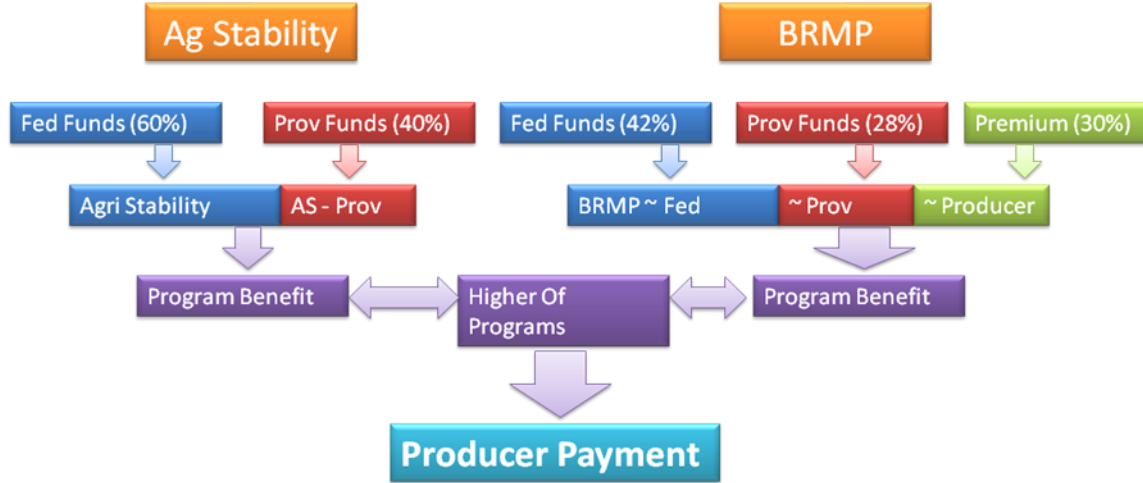 Ag Stability
BRMP
Fed Funds (60%)
Prov Funds (40%)
Fed Funds (42%)
Prov Funds (28%)
Premium (30%)
Agri Stability
AS - Prov
BRMP ~ Fed
~ Prov
~ Producer
Program Benefit
Higher Of
Programs
Program Benefit
Producer Payment